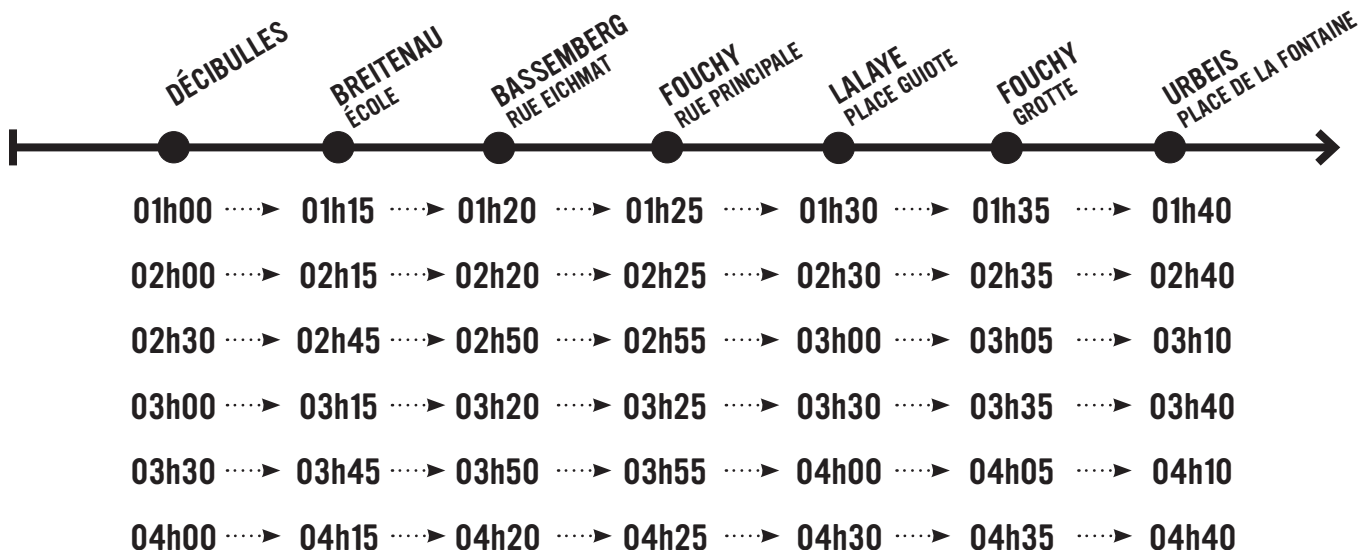 DÉCIBULLES
BREITENAU
ÉCOLE
BASSEMBERG
RUE EICHMAT
FOUCHY
RUE PRINCIPALE
LALAYE
PLACE GUIOTE
FOUCHY
GROTTE
URBEIS
PLACE DE LA FONTAINE
01h00 01h15 01h20 01h25 01h30 01h35 01h40
02h00 02h15 02h20 02h25 02h30 02h35 02h40
02h30 02h45 02h50 02h55 03h00 03h05 03h10
03h00 03h15 03h20 03h25 03h30 03h35 03h40
03h30 03h45 03h50 03h55 04h00 04h05 04h10
04h00 04h15 04h20 04h25 04h30 04h35 04h40